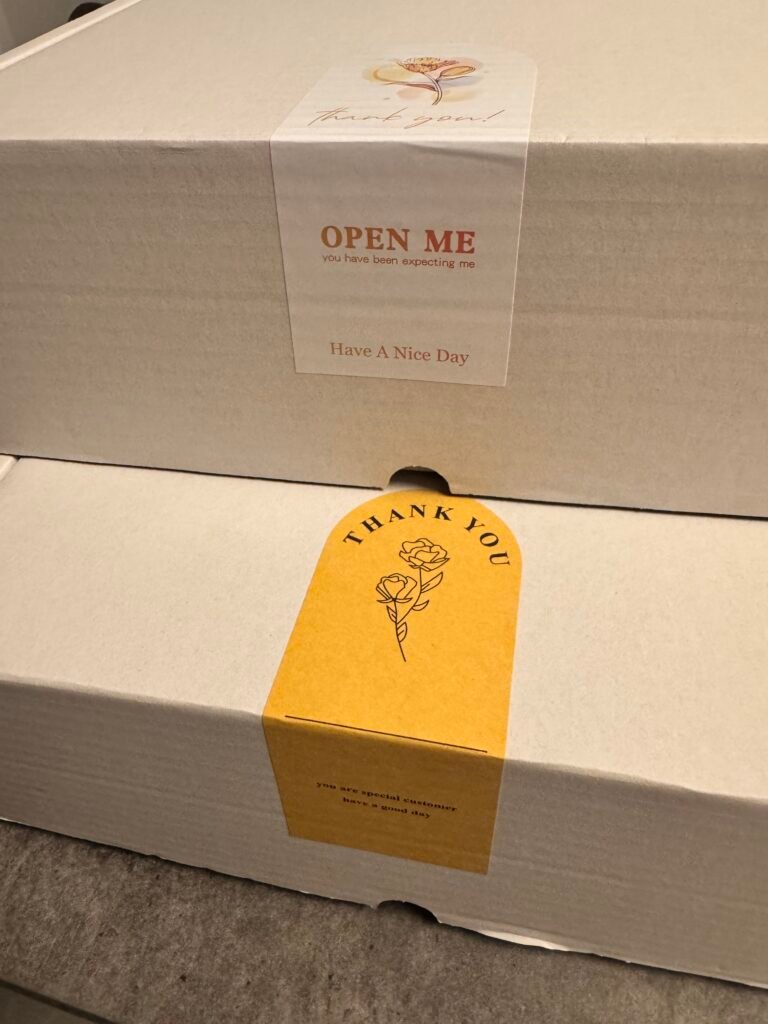 thank you!
OPEN ME
you have been expecting me
Have A Nice Day
THANK YOU
you are special customer
have a good day